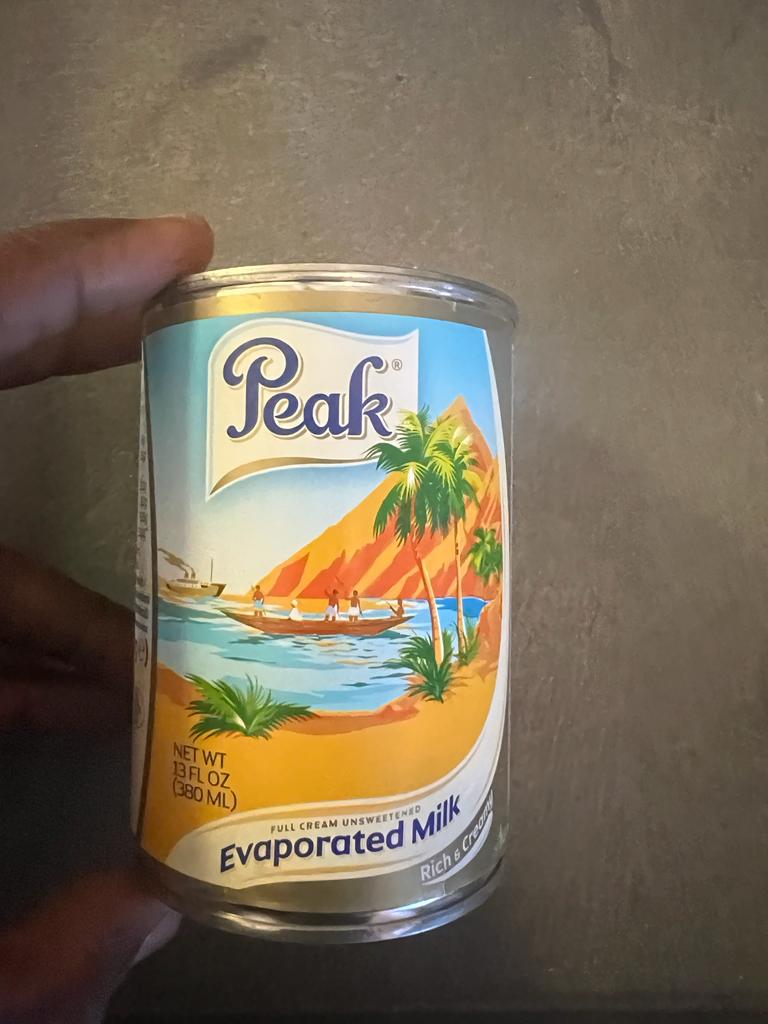 Peak®
NET WT
13 FL OZ
(380 ML)
FULL CREAM UNSWEETENED
Evaporated Milk
Rich & Creamy